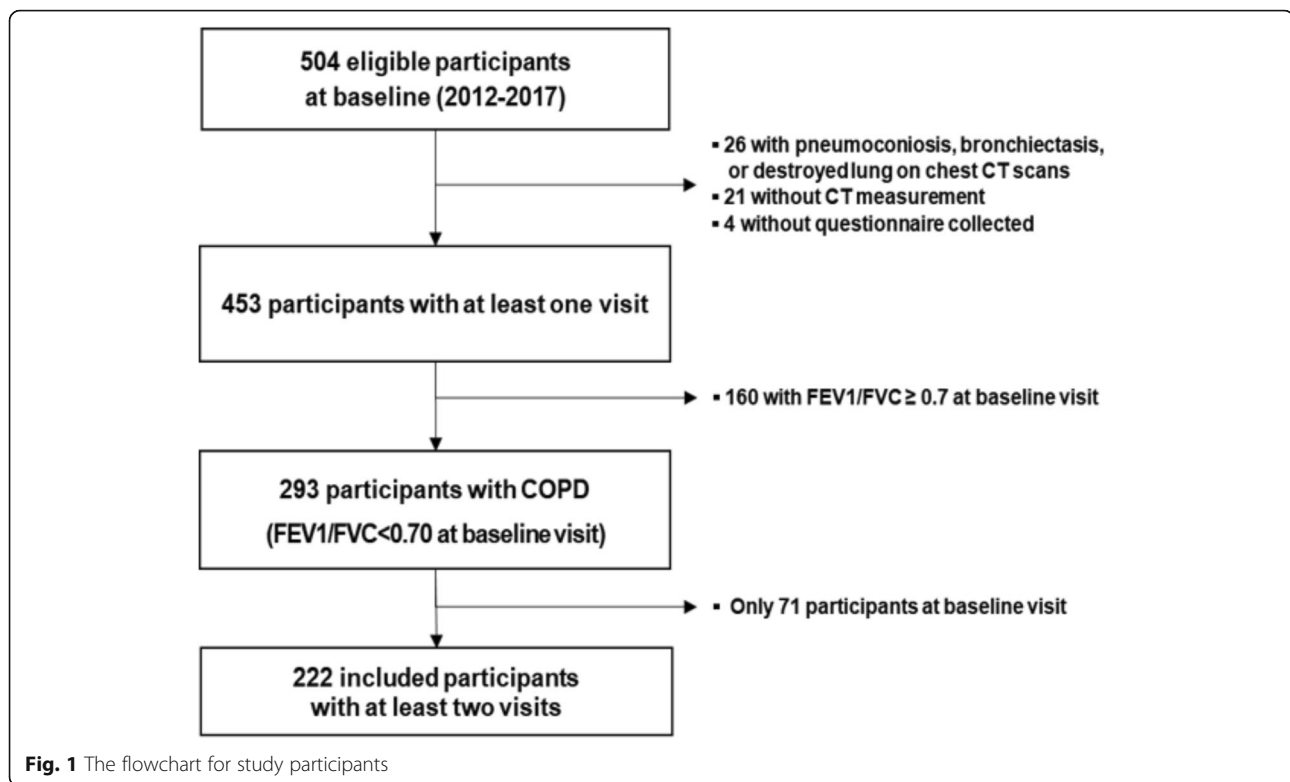 504 eligible participants
at baseline (2012-2017)
▪ 26 with pneumoconiosis, bronchiectasis,
or destroyed lung on chest CT scans
▪ 21 without CT measurement
▪ 4 without questionnaire collected
453 participants with at least one visit
▪ 160 with FEV1/FVC ≥ 0.7 at baseline visit
293 participants with COPD
(FEV1/FVC<0.70 at baseline visit)
▪ Only 71 participants at baseline visit
222 included participants
with at least two visits
Fig. 1 The flowchart for study participants